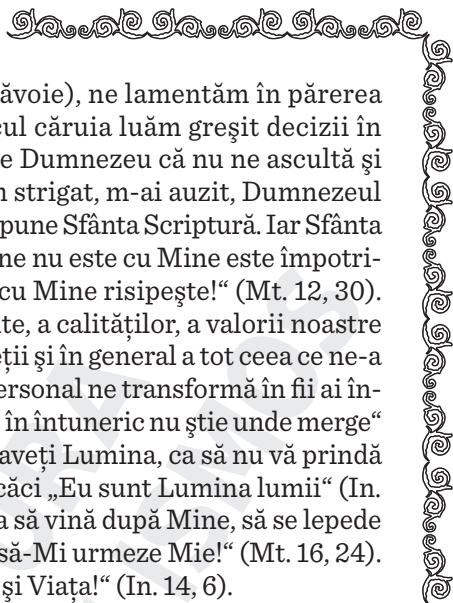 ăvoie), ne lamentăm în părerea
cul căruia luăm greşit decizii în
e Dumnezeu că nu ne ascultă şi
strigat, m-ai auzit, Dumnezeul
pune Sfânta Scriptură. Iar Sfânta
ne nu este cu Mine este împotri-
cu Mine risipeşte!“ (Mt. 12, 30).
te, a calităţilor, a valorii noastre
eţii şi în general a tot ceea ce ne-a
ersonal ne transformă în fii ai în-
în întuneric nu ştie unde merge“
aveţi Lumina, ca să nu vă prindă
căci „Eu sunt Lumina lumii“ (In.
a să vină după Mine, să se lepede
să-Mi urmeze Mie!“ (Mt. 16, 24).
şi Viaţa!“ (In. 14, 6).